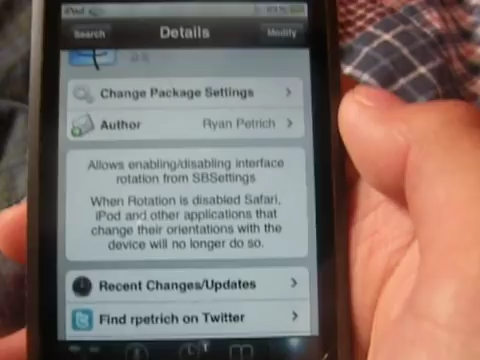 iPod
Search Details Modify
Change Package Settings
Author Ryan Petrich
Allows enabling/disabling interface
rotation from SBSettings
When Rotation is disabled Safari,
iPod and other applications that
change their orientations with the
device will no longer do so.
Recent Changes/Updates
Find rpetrich on Twitter